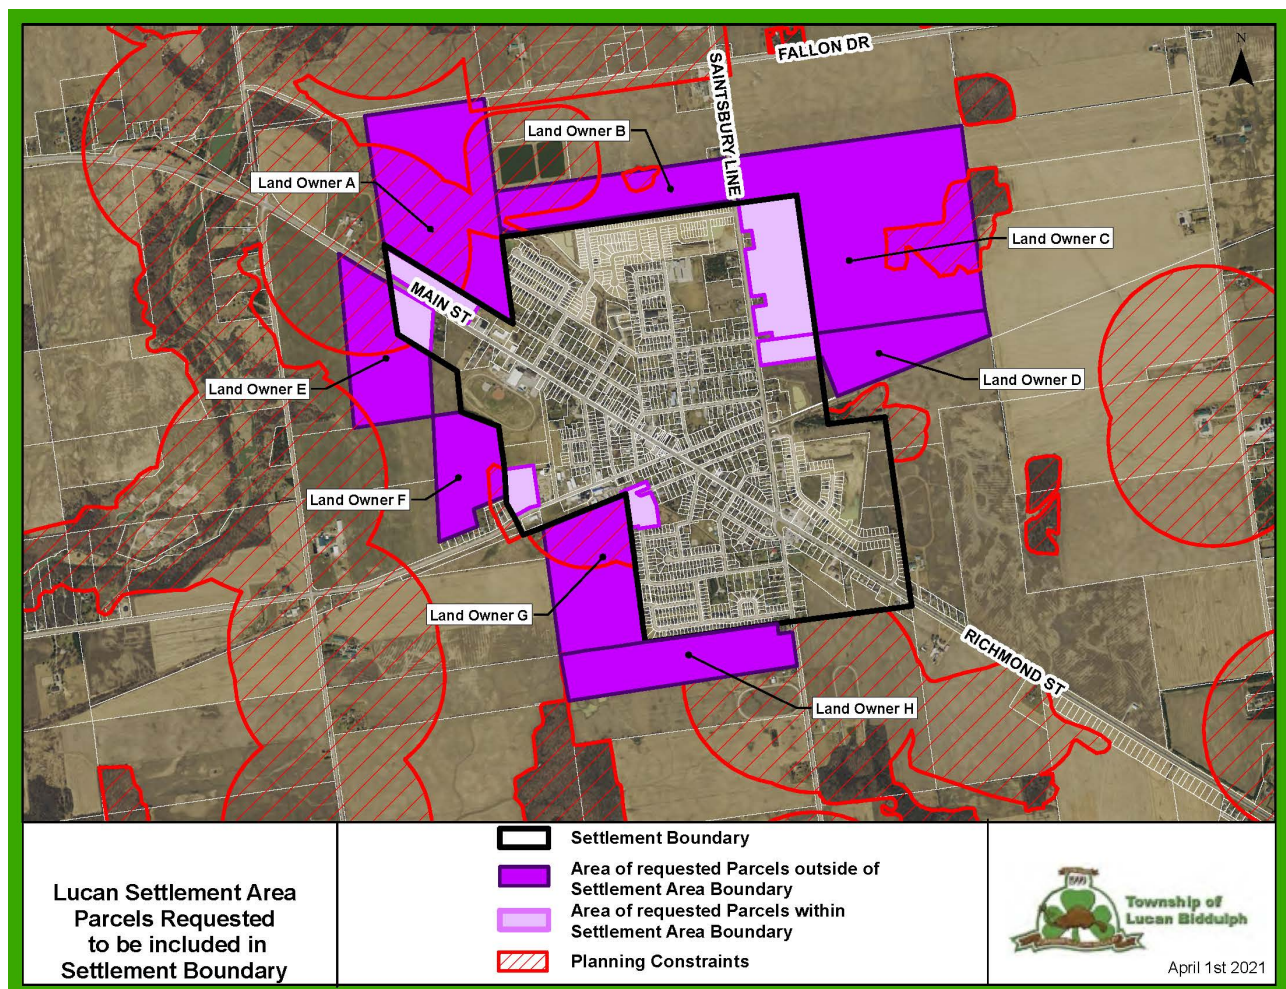 N
FALLON DR
SAINTSBURY LINE
Land Owner B
Land Owner A
Land Owner C
MAIN ST
Land Owner E
Land Owner D
Land Owner F
Land Owner G
RICHMOND ST
Land Owner H
Lucan Settlement Area
Parcels Requested
to be included in
Settlement Boundary
Settlement Boundary
Area of requested Parcels outside of
Settlement Area Boundary
Area of requested Parcels within
Settlement Area Boundary
Planning Constraints
Township of
Lucan Biddulph
April 1st 2021